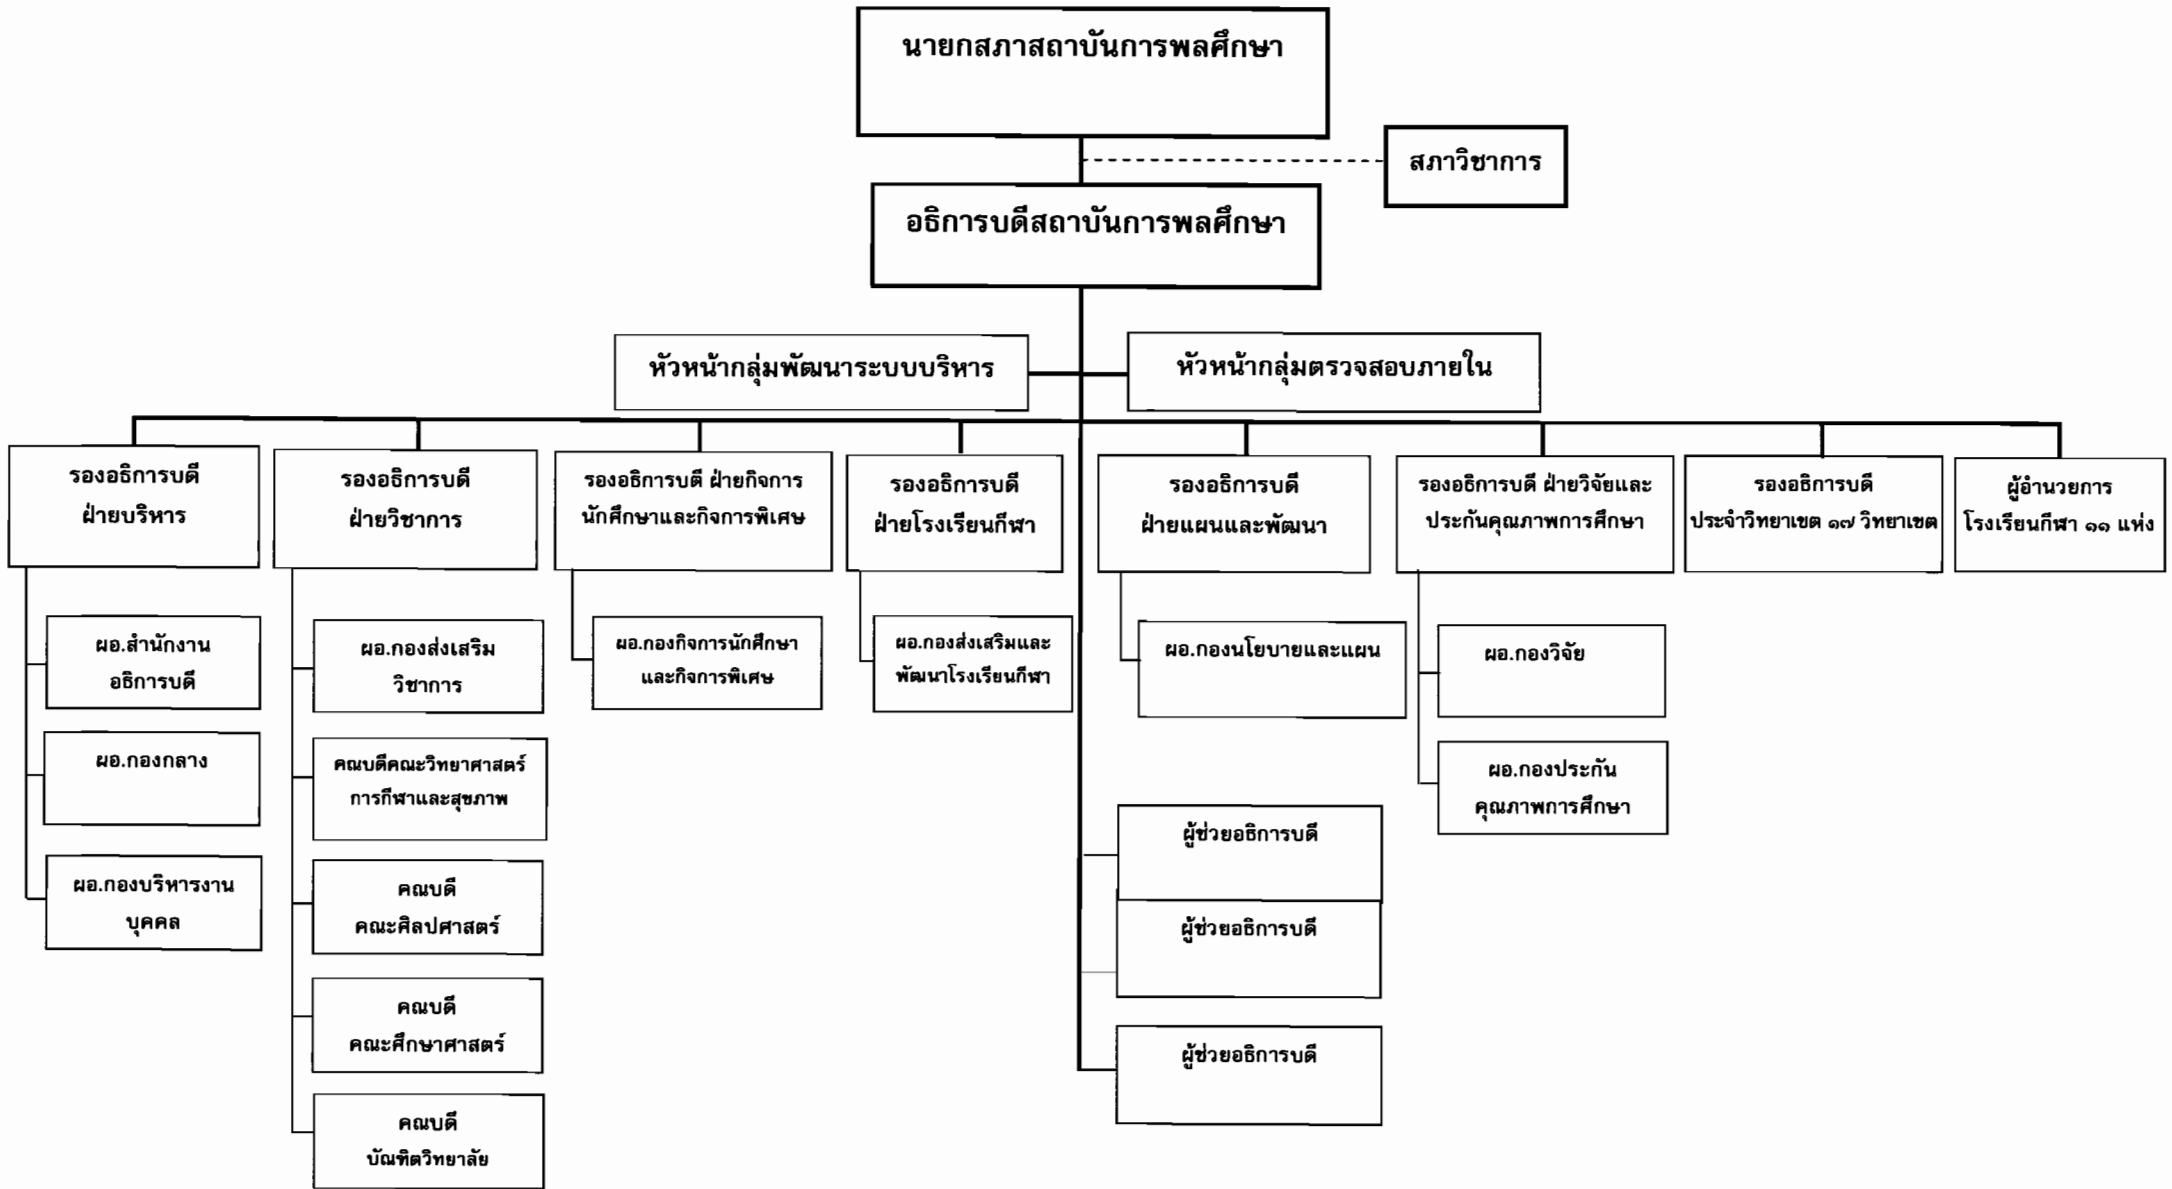 นายกสภาสถาบันการพลศึกษา
สภาวิชาการ
อธิการบดีสถาบันการพลศึกษา
หัวหน้ากลุ่มพัฒนาระบบบริหาร
หัวหน้ากลุ่มตรวจสอบภายใน
รองอธิการบดี
ฝ่ายบริหาร
รองอธิการบดี
ฝ่ายวิชาการ
รองอธิการบดี ฝ่ายกิจการ
นักศึกษาและกิจการพิเศษ
รองอธิการบดี
ฝ่ายโรงเรียนกีฬา
รองอธิการบดี
ฝ่ายแผนและพัฒนา
รองอธิการบดี ฝ่ายวิจัยและ
ประกันคุณภาพการศึกษา
รองอธิการบดี
ประจำวิทยาเขต ๑๗ วิทยาเขต
ผู้อำนวยการ
โรงเรียนกีฬา ๑๑ แห่ง
ผอ.สำนักงาน
อธิการบดี
ผอ.กองกลาง
ผอ.กองบริหารงาน
บุคคล
ผอ.กองส่งเสริม
วิชาการ
คณบดีคณะวิทยาศาสตร์
การกีฬาและสุขภาพ
คณบดี
คณะศิลปศาสตร์
คณบดี
คณะศึกษาศาสตร์
คณบดี
บัณฑิตวิทยาลัย
ผอ.กองกิจการนักศึกษา
และกิจการพิเศษ
ผอ.กองส่งเสริมและ
พัฒนาโรงเรียนกีฬา
ผอ.กองนโยบายและแผน
ผอ.กองวิจัย
ผอ.กองประกัน
คุณภาพการศึกษา
ผู้ช่วยอธิการบดี
ผู้ช่วยอธิการบดี
ผู้ช่วยอธิการบดี